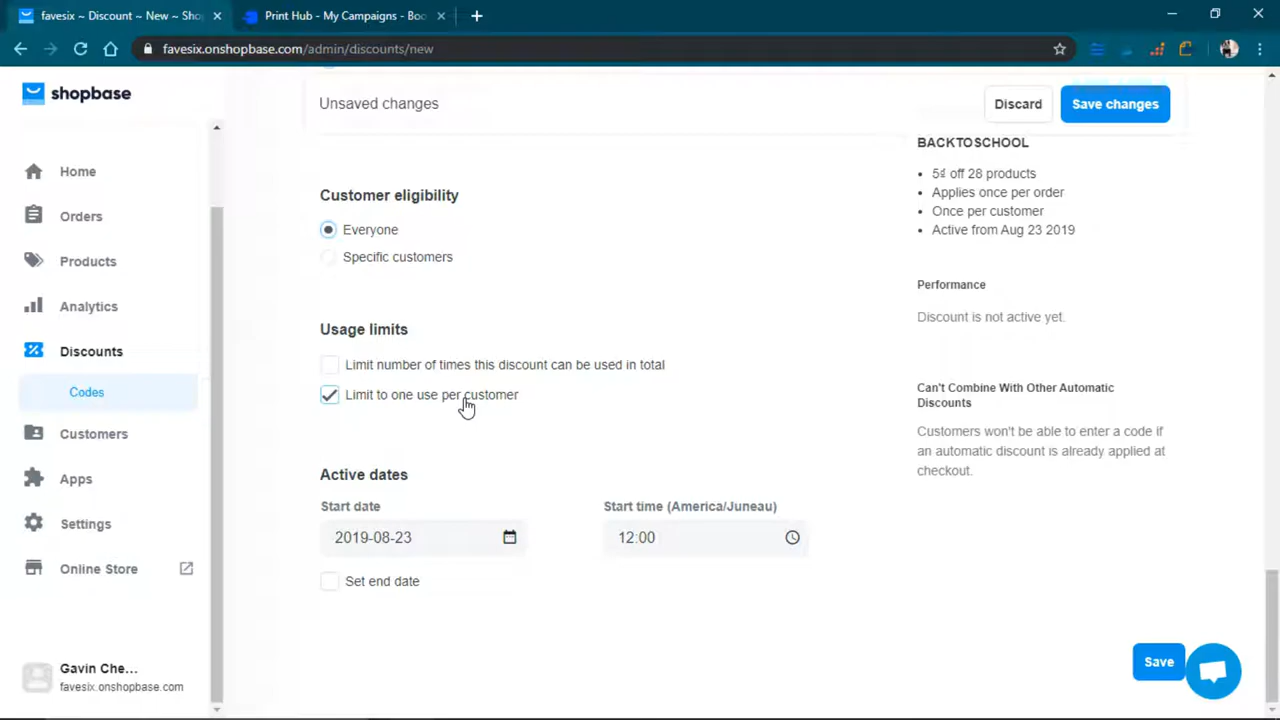 favesix ~ Discount ~ New ~ Sho
Print Hub - My Campaigns - Boo
favesix.onshopbase.com/admin/discounts/new
shopbase
Unsaved changes
Discard
Save changes
Home
Orders
Products
Analytics
Discounts
Codes
Customers
Apps
Settings
Online Store
Gavin Che...
favesix.onshopbase.com
Customer eligibility
Everyone
Specific customers
Usage limits
Limit number of times this discount can be used in total
Limit to one use per customer
Active dates
Start date
Start time (America/Juneau)
2019-08-23
12:00
Set end date
BACKTOSCHOOL
5₫ off 28 products
Applies once per order
Once per customer
Active from Aug 23 2019
Performance
Discount is not active yet.
Can't Combine With Other Automatic
Discounts
Customers won't be able to enter a code if
an automatic discount is already applied at
checkout.
Save